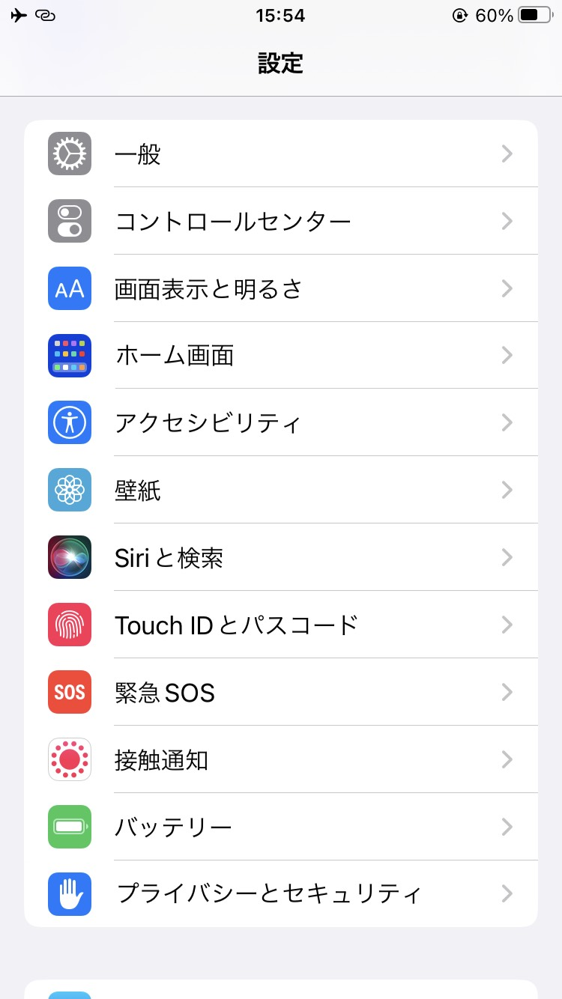 15:54
60%
設定
一般
コントロールセンター
画面表示と明るさ
ホーム画面
アクセシビリティ
壁紙
Siriと検索
Touch IDとパスコード
SOS
緊急SOS
接触通知
バッテリー
プライバシーとセキュリティ